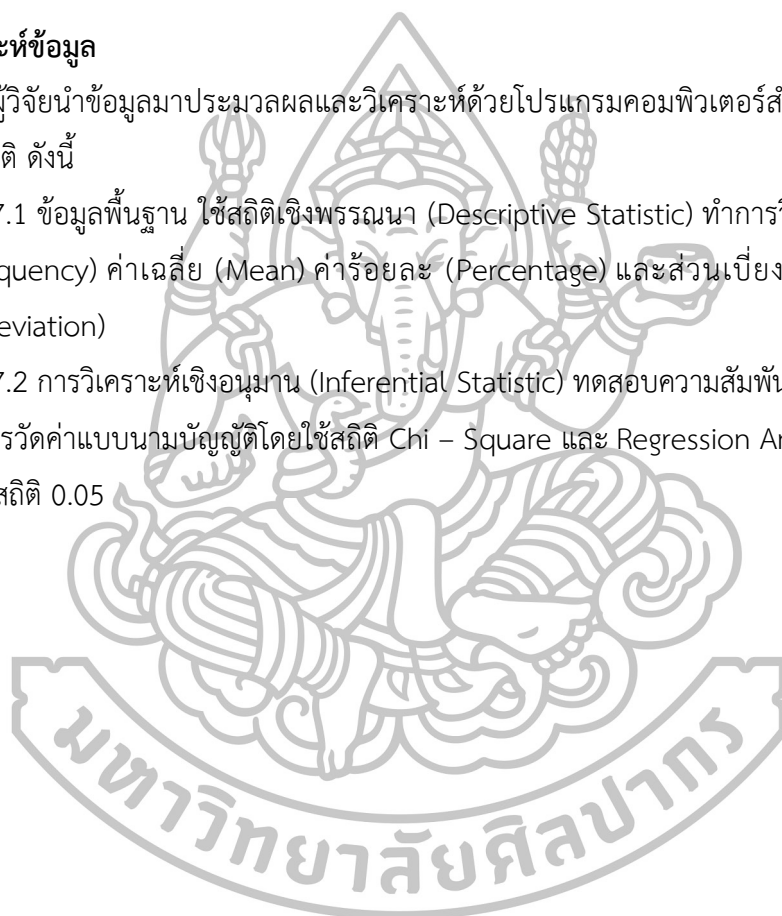 ะห์ข้อมูล
ผู้วิจัยนำข้อมูลมาประมวลผลและวิเคราะห์ด้วยโปรแกรมคอมพิวเตอร์สำ
ติ ดังนี้
7.1 ข้อมูลพื้นฐาน ใช้สถิติเชิงพรรณนา (Descriptive Statistic) ทำการวิ
quency) ค่าเฉลี่ย (Mean) ค่าร้อยละ (Percentage) และส่วนเบี่ยง
eviation)
7.2 การวิเคราะห์เชิงอนุมาน (Inferential Statistic) ทดสอบความสัมพัน
รวัดค่าแบบนามบัญญัติโดยใช้สถิติ Chi – Square และ Regression An
สถิติ 0.05
มหาวิทยาลัยศิลปากร